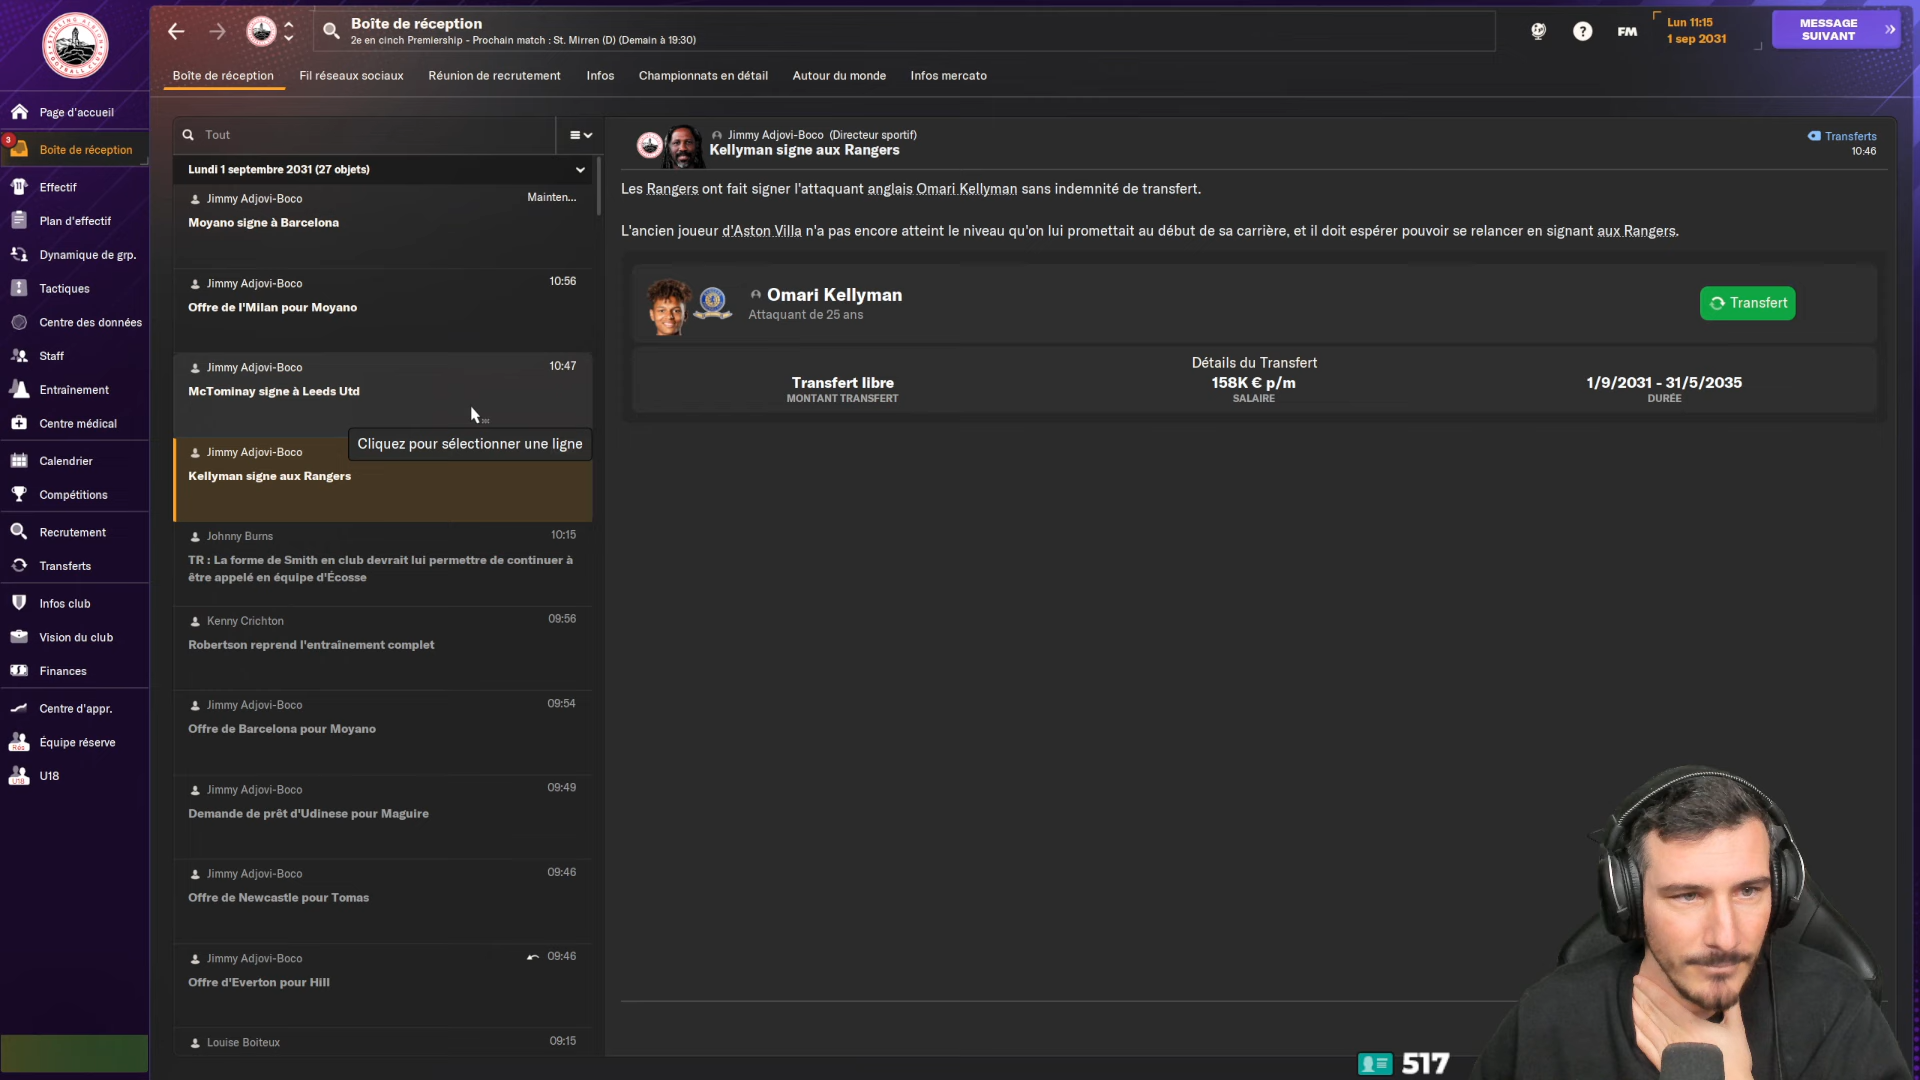 Boîte de réception
2e en cinch Premiership - Prochain match : St. Mirren (D) (Demain à 19:30)
FM
Lun 11:15
1 sep 2031
MESSAGE
SUIVANT
Boîte de réception
Fil réseaux sociaux
Réunion de recrutement
Infos
Championnats en détail
Autour du monde
Infos mercato
Page d'accueil
3
Boîte de réception
Effectif
Plan d'effectif
Dynamique de grp.
Tactiques
Centre des données
Staff
Entraînement
Centre médical
Calendrier
Compétitions
Recrutement
Transferts
Infos club
Vision du club
Finances
Centre d'appr.
Équipe réserve
U18
Tout
Lundi 1 septembre 2031 (27 objets)
Jimmy Adjovi-Boco
Mainten...
Moyano signe à Barcelona
Jimmy Adjovi-Boco
10:56
Offre de l'Milan pour Moyano
Jimmy Adjovi-Boco
10:47
McTominay signe à Leeds Utd
Cliquez pour sélectionner une ligne
Jimmy Adjovi-Boco
Kellyman signe aux Rangers
Johnny Burns
10:15
TR : La forme de Smith en club devrait lui permettre de continuer à
être appelé en équipe d'Écosse
Kenny Crichton
09:56
Robertson reprend l'entraînement complet
Jimmy Adjovi-Boco
09:54
Offre de Barcelona pour Moyano
Jimmy Adjovi-Boco
09:49
Demande de prêt d'Udinese pour Maguire
Jimmy Adjovi-Boco
09:46
Offre de Newcastle pour Tomas
Jimmy Adjovi-Boco
09:46
Offre d'Everton pour Hill
Louise Boiteux
09:15
Jimmy Adjovi-Boco (Directeur sportif)
Kellyman signe aux Rangers
Transferts
10:46
Les Rangers ont fait signer l'attaquant anglais Omari Kellyman sans indemnité de transfert.
L'ancien joueur d'Aston Villa n'a pas encore atteint le niveau qu'on lui promettait au début de sa carrière, et il doit espérer pouvoir se relancer en signant aux Rangers.
Omari Kellyman
Attaquant de 25 ans
Transfert
Détails du Transfert
Transfert libre
MONTANT TRANSFERT
158K € p/m
SALAIRE
1/9/2031 - 31/5/2035
DURÉE
517